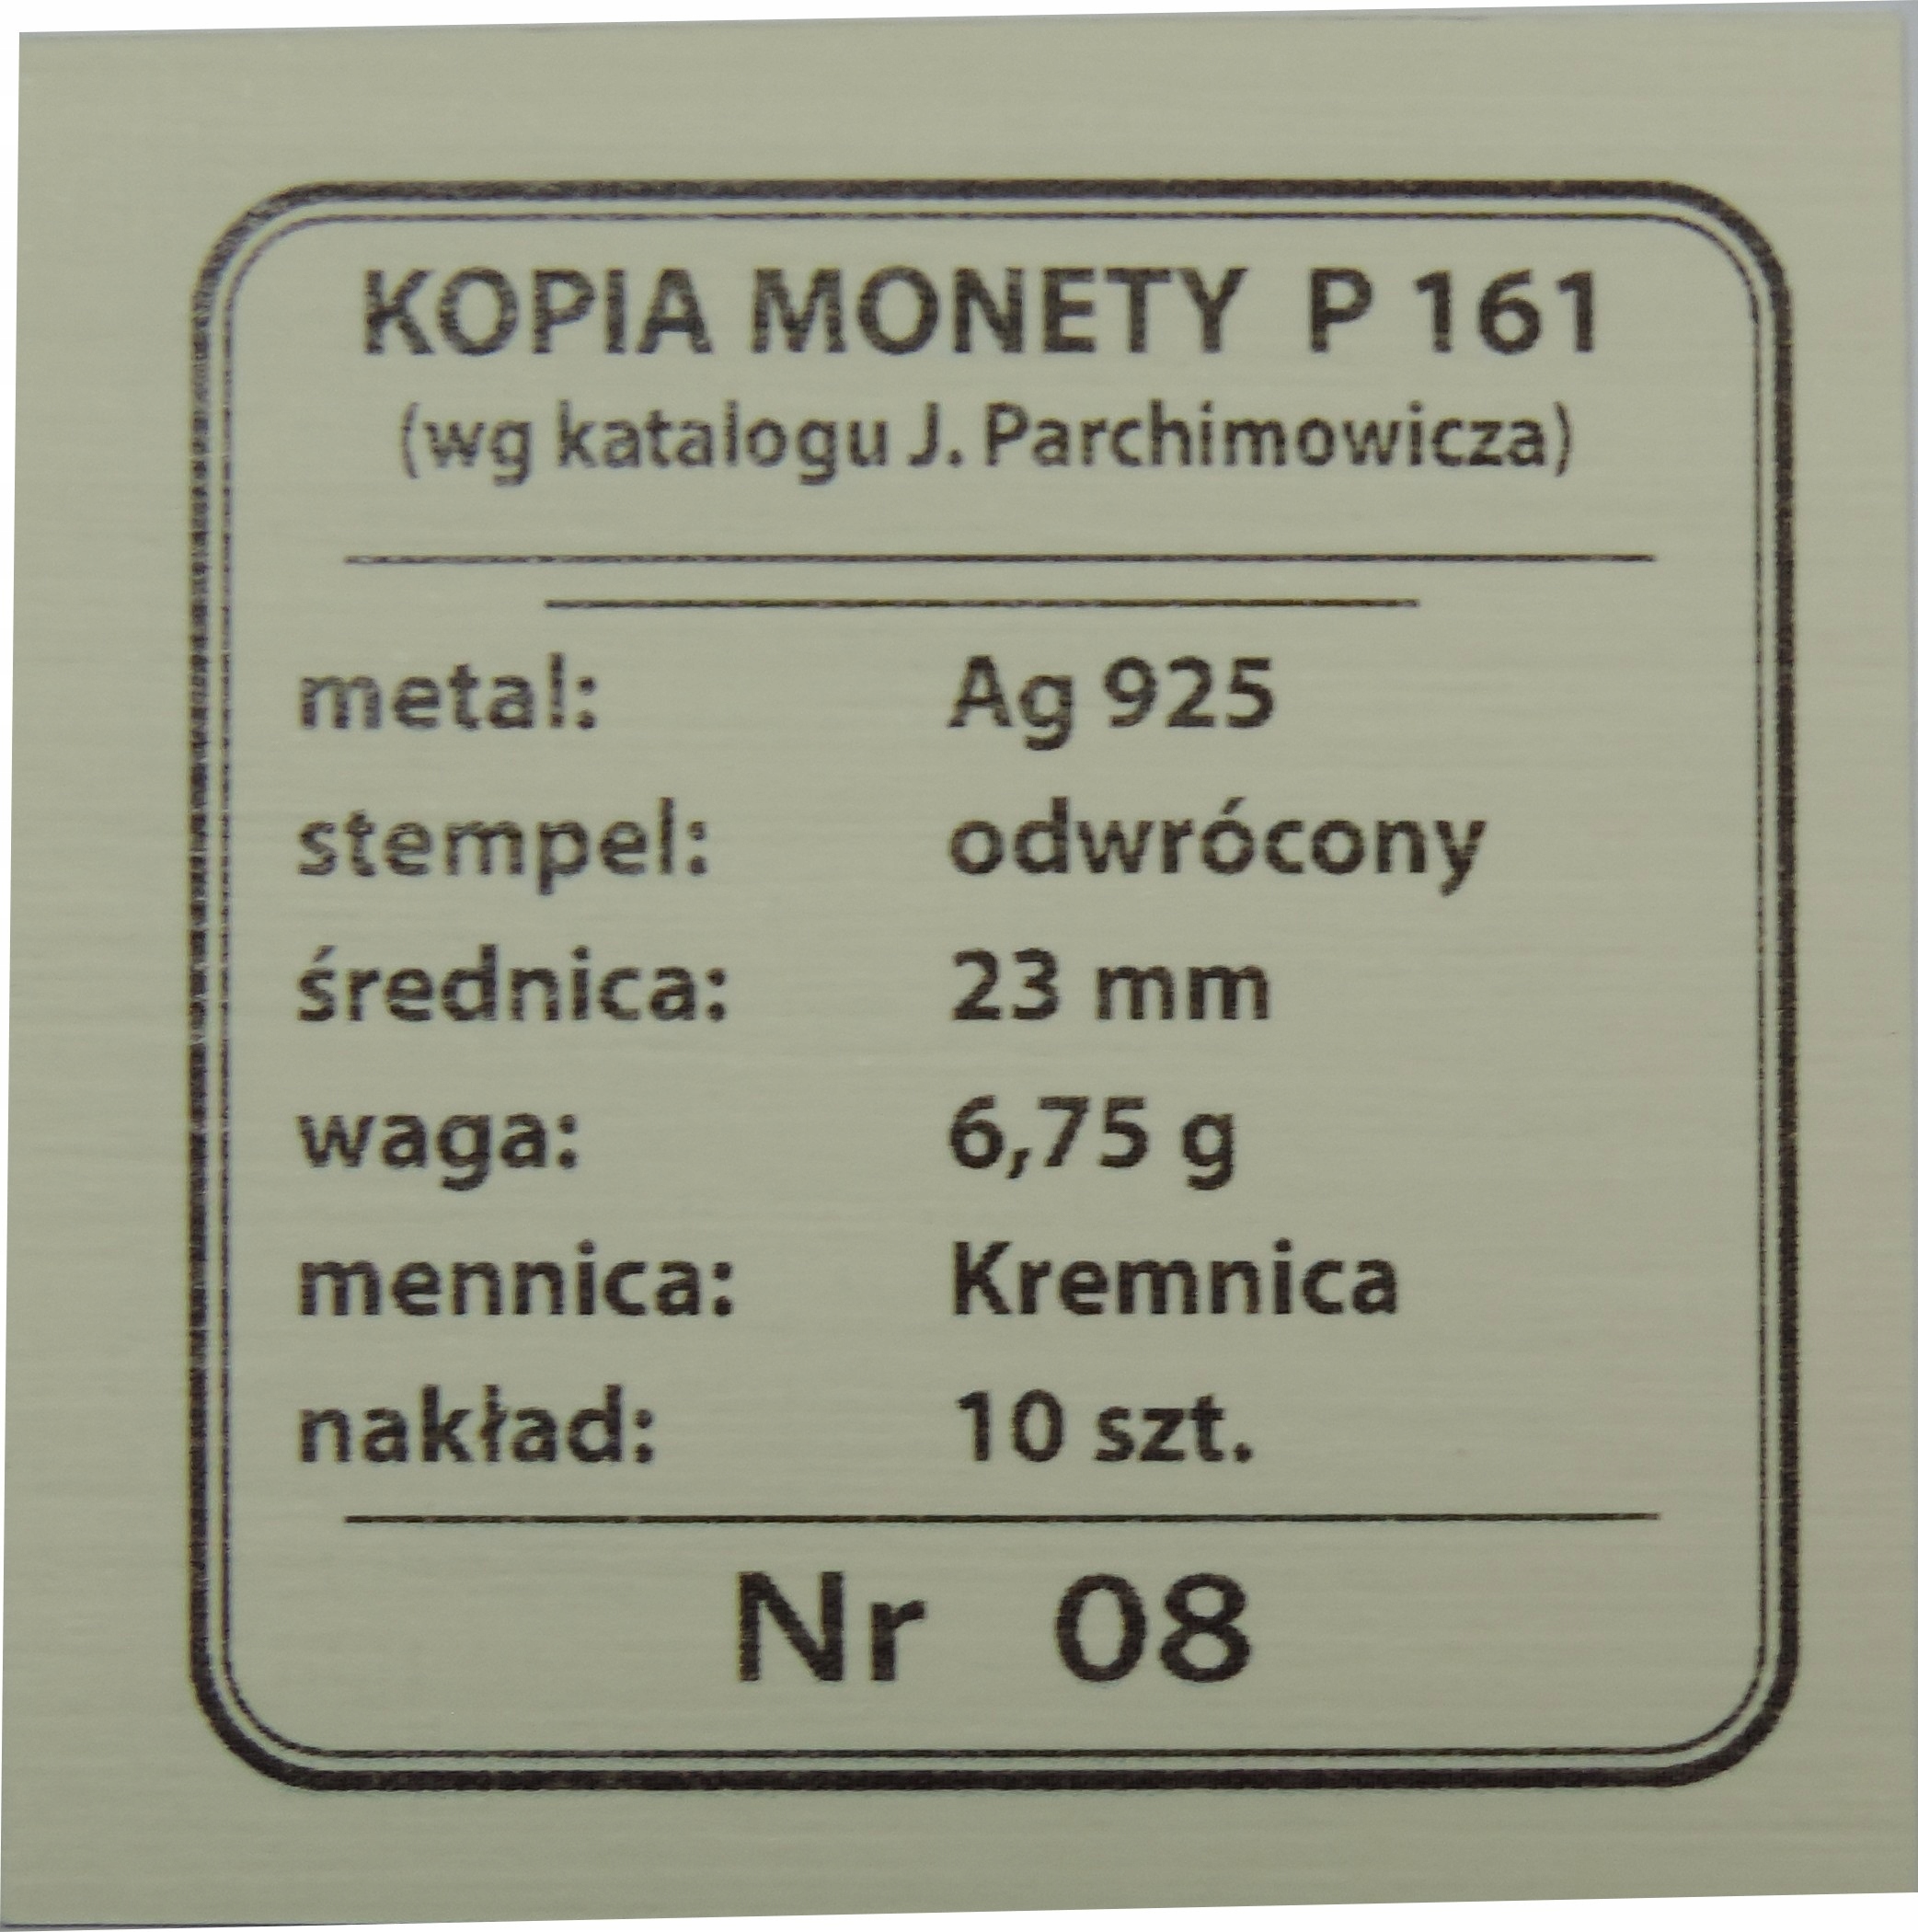 KOPIA MONETY P 161
(wg katalogu J. Parchimowicza)
metal: Ag 925
stempel: odwrócony
średnica: 23 mm
waga: 6,75 g
mennica: Kremnica
nakład: 10 szt.
Nr 08